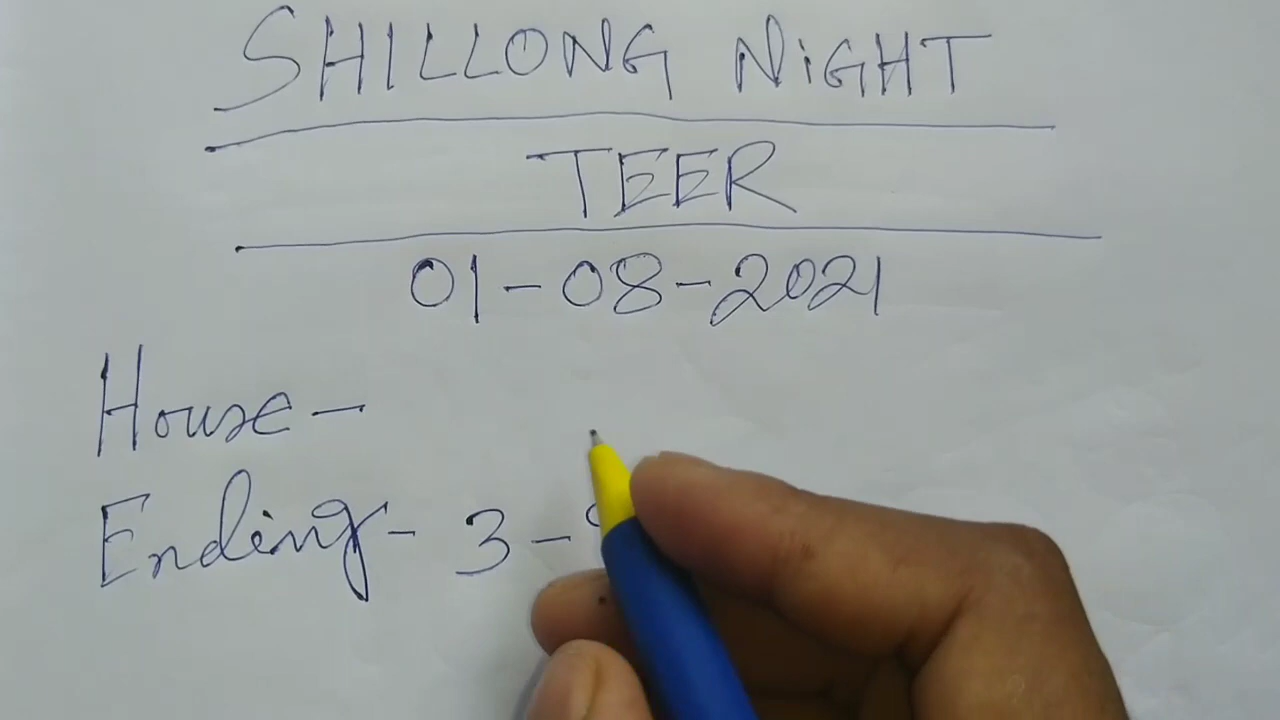 SHILLONG NiGHT
TEER
01-08-2021
House -
Ending - 3 -